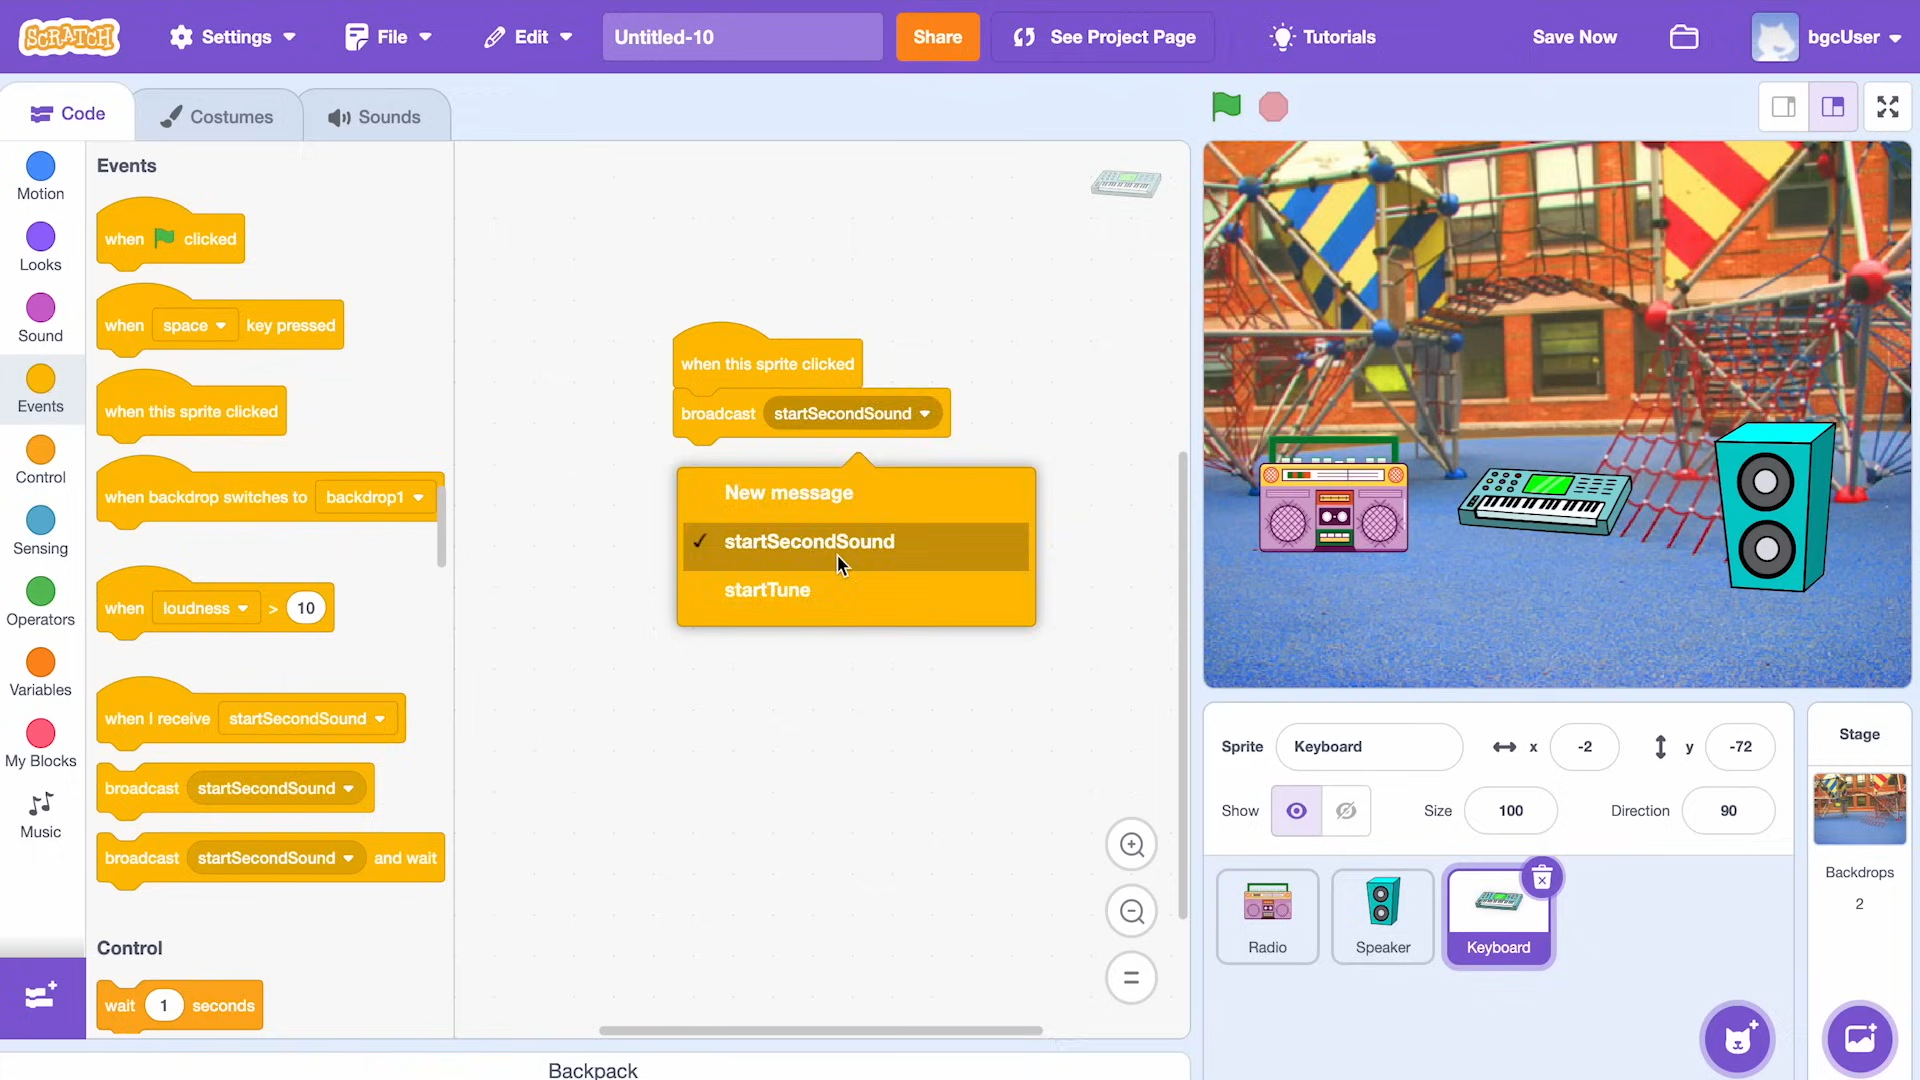 SCRATCH Settings File Edit Untitled-10 Share See Project Page Tutorials Save Now bgcUser
Code Costumes Sounds
Motion
Looks
Sound
Events
Control
Sensing
Operators
Variables
My Blocks
Music
Events
when clicked
when space key pressed
when this sprite clicked
when backdrop switches to backdrop1
when loudness > 10
when I receive startSecondSound
broadcast startSecondSound
broadcast startSecondSound and wait
Control
wait 1 seconds
when this sprite clicked
broadcast startSecondSound
New message
✓ startSecondSound
startTune
Backpack
Sprite Keyboard x -2 y -72
Show Size 100 Direction 90
Radio Speaker Keyboard
Stage
Backdrops
2